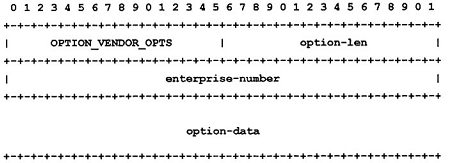 0 1 2 3 4 5 6 7 8 9 0 1 2 3 4 5 6 7 8 9 0 1 2 3 4 5 6 7 8 9 0 1
+-+-+-+-+-+-+-+-+-+-+-+-+-+-+-+-+-+-+-+-+-+-+-+-+-+-+-+-+-+-+-+-+
| OPTION_VENDOR_OPTS | option-len |
+-+-+-+-+-+-+-+-+-+-+-+-+-+-+-+-+-+-+-+-+-+-+-+-+-+-+-+-+-+-+-+-+
| enterprise-number |
+-+-+-+-+-+-+-+-+-+-+-+-+-+-+-+-+-+-+-+-+-+-+-+-+-+-+-+-+-+-+-+-+
option-data
+-+-+-+-+-+-+-+-+-+-+-+-+-+-+-+-+-+-+-+-+-+-+-+-+-+-+-+-+-+-+-+-+